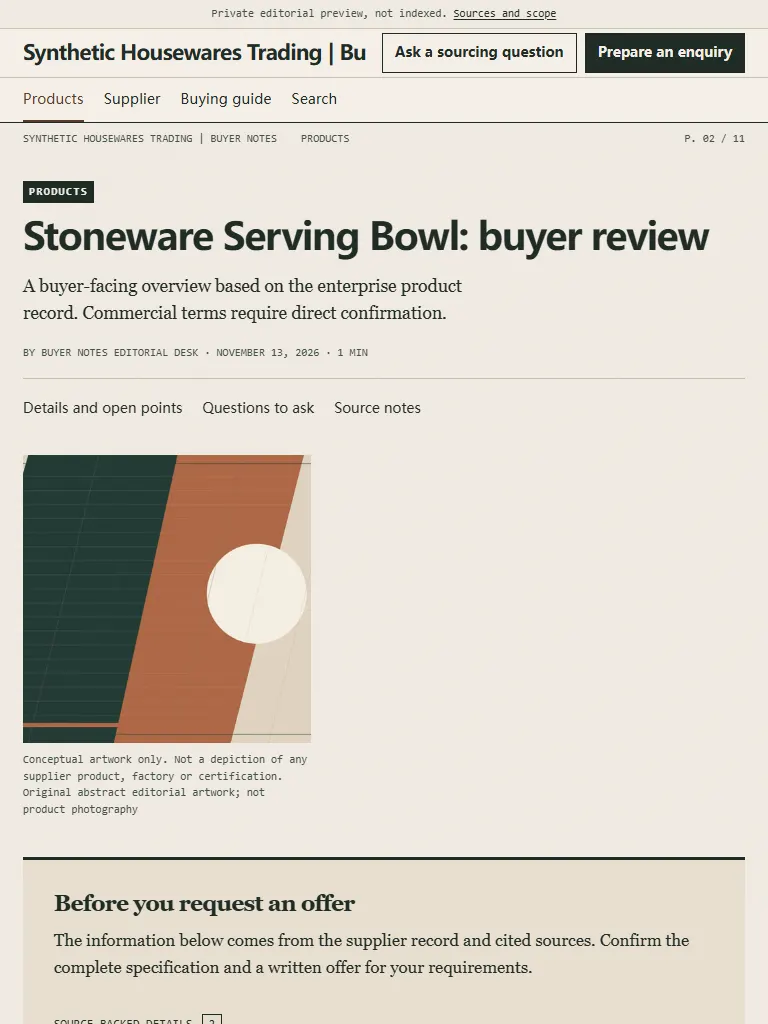 Private editorial preview, not indexed. Sources and scope
Synthetic Housewares Trading | Bu
Ask a sourcing question
Prepare an enquiry
Products Supplier Buying guide Search
SYNTHETIC HOUSEWARES TRADING | BUYER NOTES PRODUCTS P. 02 / 11
PRODUCTS
Stoneware Serving Bowl: buyer review
A buyer-facing overview based on the enterprise product
record. Commercial terms require direct confirmation.
BY BUYER NOTES EDITORIAL DESK · NOVEMBER 13, 2026 · 1 MIN
Details and open points Questions to ask Source notes
Conceptual artwork only. Not a depiction of any
supplier product, factory or certification.
Original abstract editorial artwork; not
product photography
Before you request an offer
The information below comes from the supplier record and cited sources. Confirm the
complete specification and a written offer for your requirements.
SOURCE-BACKED DETAILS